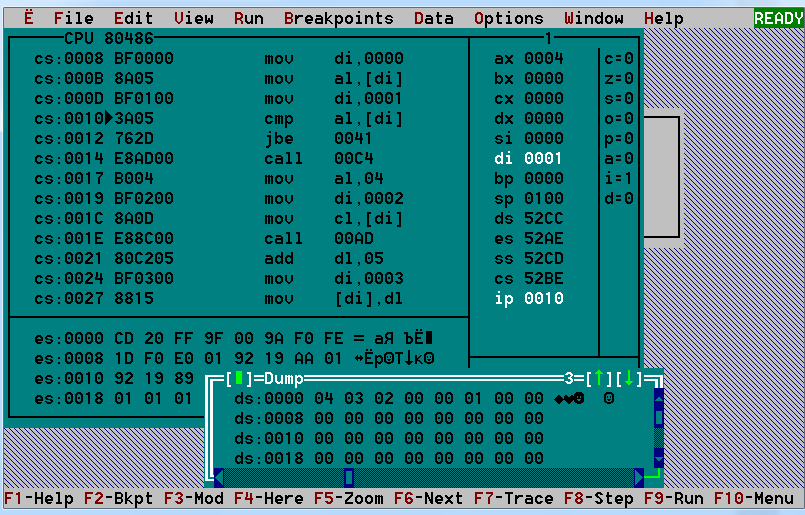 Ë File Edit View Run Breakpoints Data Options Window Help READY
CPU 80486 1
cs:0008 BF0000 mov di,0000 ax 0004 c=0
cs:000B 8A05 mov al,[di] bx 0000 z=0
cs:000D BF0100 mov di,0001 cx 0000 s=0
cs:0010►3A05 cmp al,[di] dx 0000 o=0
cs:0012 762D jbe 0041 si 0000 p=0
cs:0014 E8AD00 call 00C4 di 0001 a=0
cs:0017 B004 mov al,04 bp 0000 i=1
cs:0019 BF0200 mov di,0002 sp 0100 d=0
cs:001C 8A0D mov cl,[di] ds 52CC
cs:001E E88C00 call 00AD es 52AE
cs:0021 80C205 add dl,05 ss 52CD
cs:0024 BF0300 mov di,0003 cs 52BE
cs:0027 8815 mov [di],dl ip 0010
es:0000 CD 20 FF 9F 00 9A F0 FE = аЯ ЪЁ■
es:0008 1D F0 E0 01 92 19 AA 01 ↔Ёр☺Т↓к☺
es:0010 92 19 89
es:0018 01 01 01
[■]=Dump 3=[↑][↓]
ds:0000 04 03 02 00 00 01 00 00 ♦♥☻ ☺
ds:0008 00 00 00 00 00 00 00 00
ds:0010 00 00 00 00 00 00 00 00
ds:0018 00 00 00 00 00 00 00 00
F1-Help F2-Bkpt F3-Mod F4-Here F5-Zoom F6-Next F7-Trace F8-Step F9-Run F10-Menu